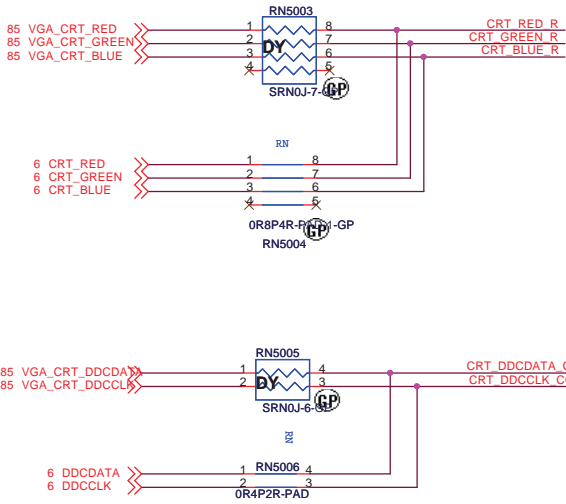 RN5003
85 VGA_CRT_RED 1 8 CRT_RED_R
85 VGA_CRT_GREEN 2 7 CRT_GREEN_R
85 VGA_CRT_BLUE 3 DY 6 CRT_BLUE_R
4 5
SRN0J-7-GP
RN
6 CRT_RED 1 8
6 CRT_GREEN 2 7
6 CRT_BLUE 3 6
4 5
0R8P4R-PAD-1-GP
GP
RN5004
RN5005
85 VGA_CRT_DDCDATA 1 4 CRT_DDCDATA_C
85 VGA_CRT_DDCCLK 2 DY 3 CRT_DDCCLK_CO
SRN0J-6-GP
RN
RN5006
6 DDCDATA 1 4
6 DDCCLK 2 3
0R4P2R-PAD